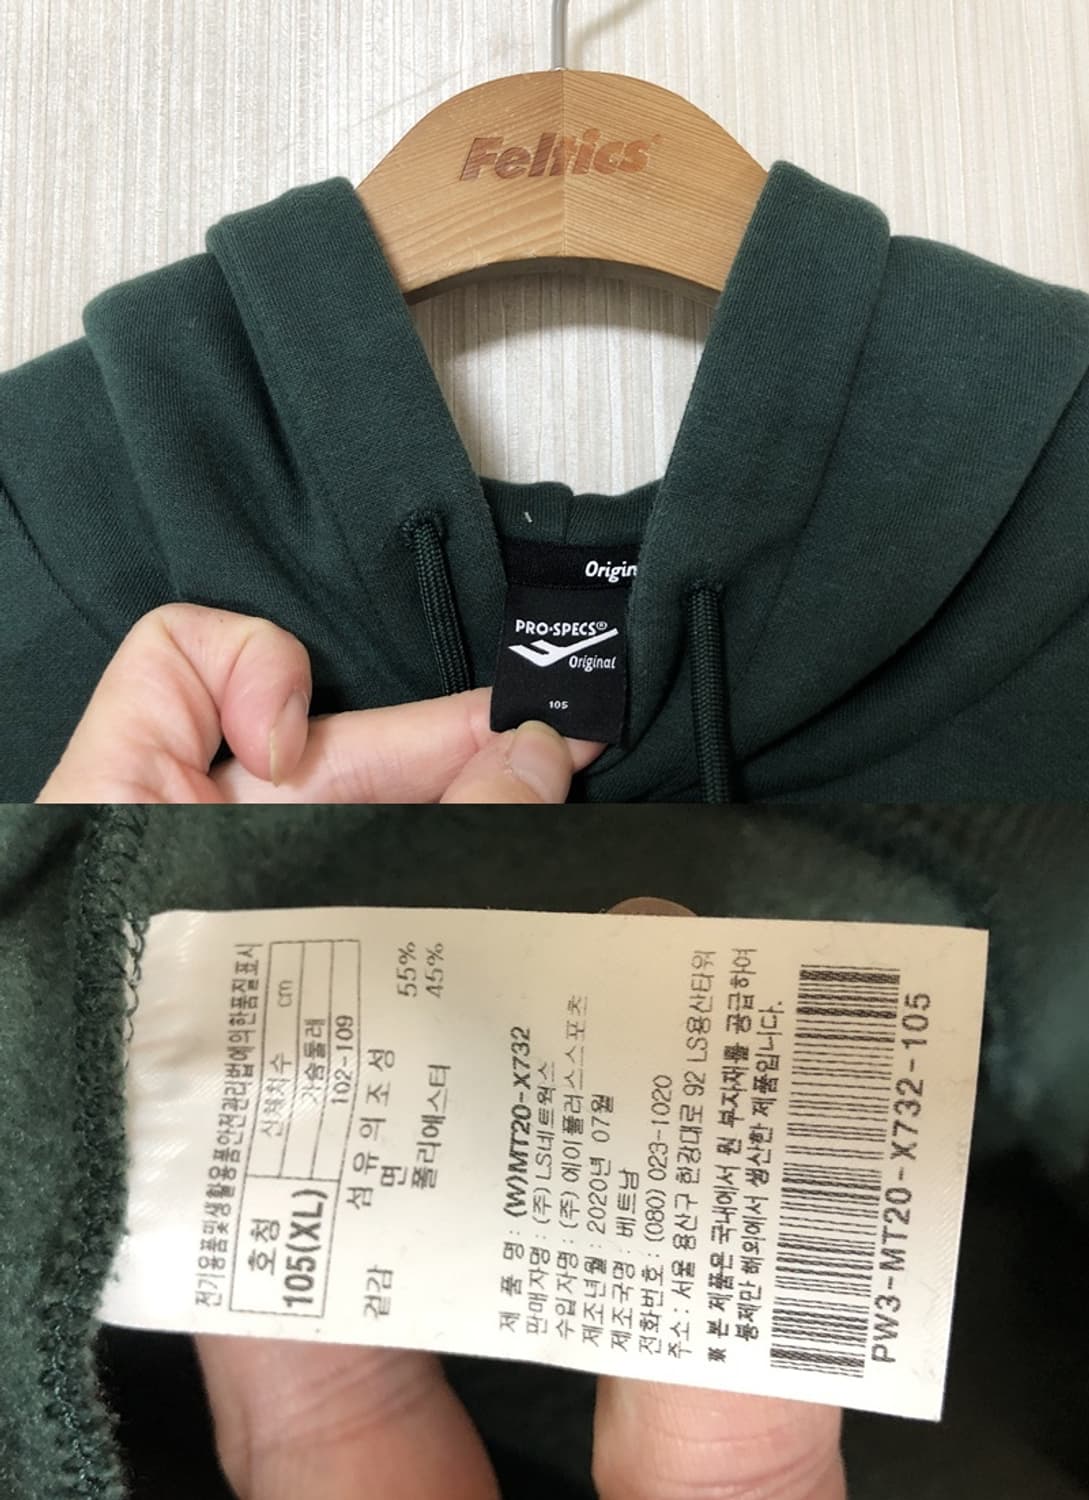 Feltics
Origin
PRO·SPECS®
Original
105
전기용품및생활용품안전관리법에의한품질표시
호칭 신체치수 cm
105(XL) 가슴둘레
102-109
섬유의조성
겉감 면 55%
폴리에스터 45%
제 품 명 : (W)MT20-X732
판매자명 : (주) LS네트웍스
수입자명 : (주) 에이플러스스포츠
제조년월 : 2020년 07월
제조국명 : 베트남
전화번호 : (080) 023-1020
주소 : 서울 용산구 한강대로 92 LS용산타워
※ 본 제품은 국내에서 원 부자재를 공급하여
봉제만 해외에서 생산한 제품입니다.
PW3-MT20-X732-105